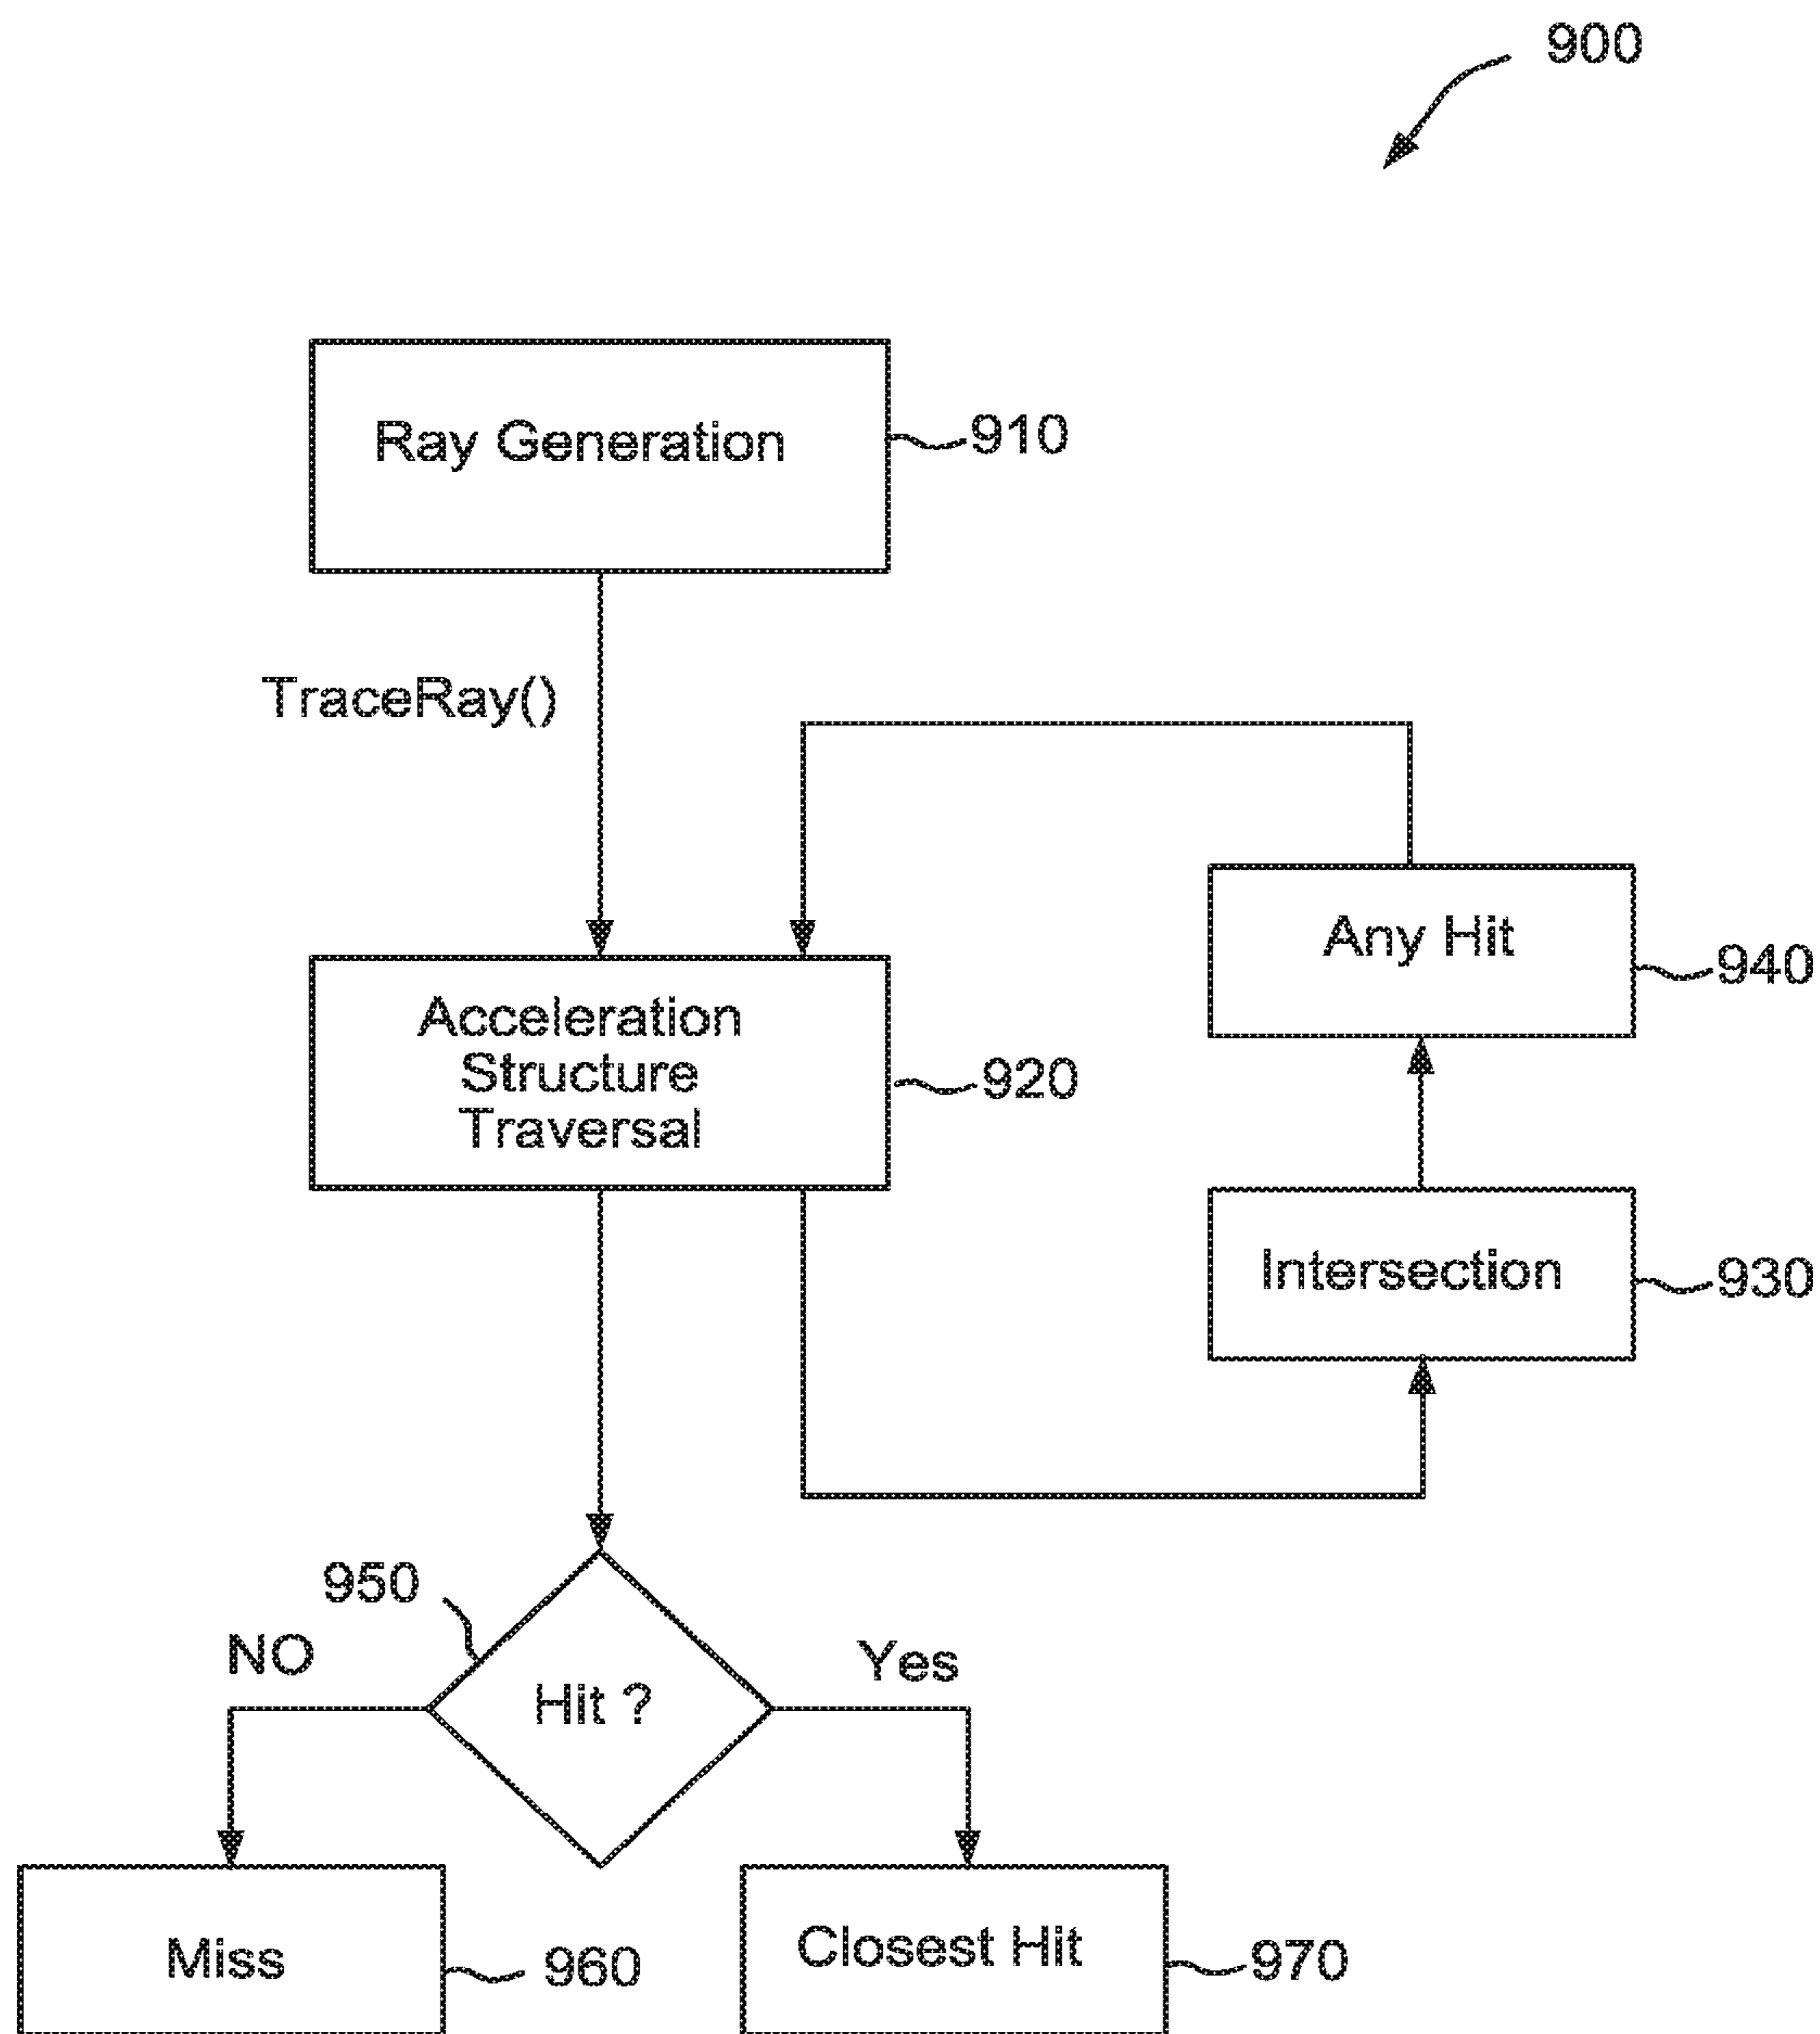 900
Ray Generation
910
TraceRay()
Any Hit
940
Acceleration
Structure
Traversal
920
Intersection
930
950
NO
Hit ?
Yes
Miss
960
Closest Hit
970